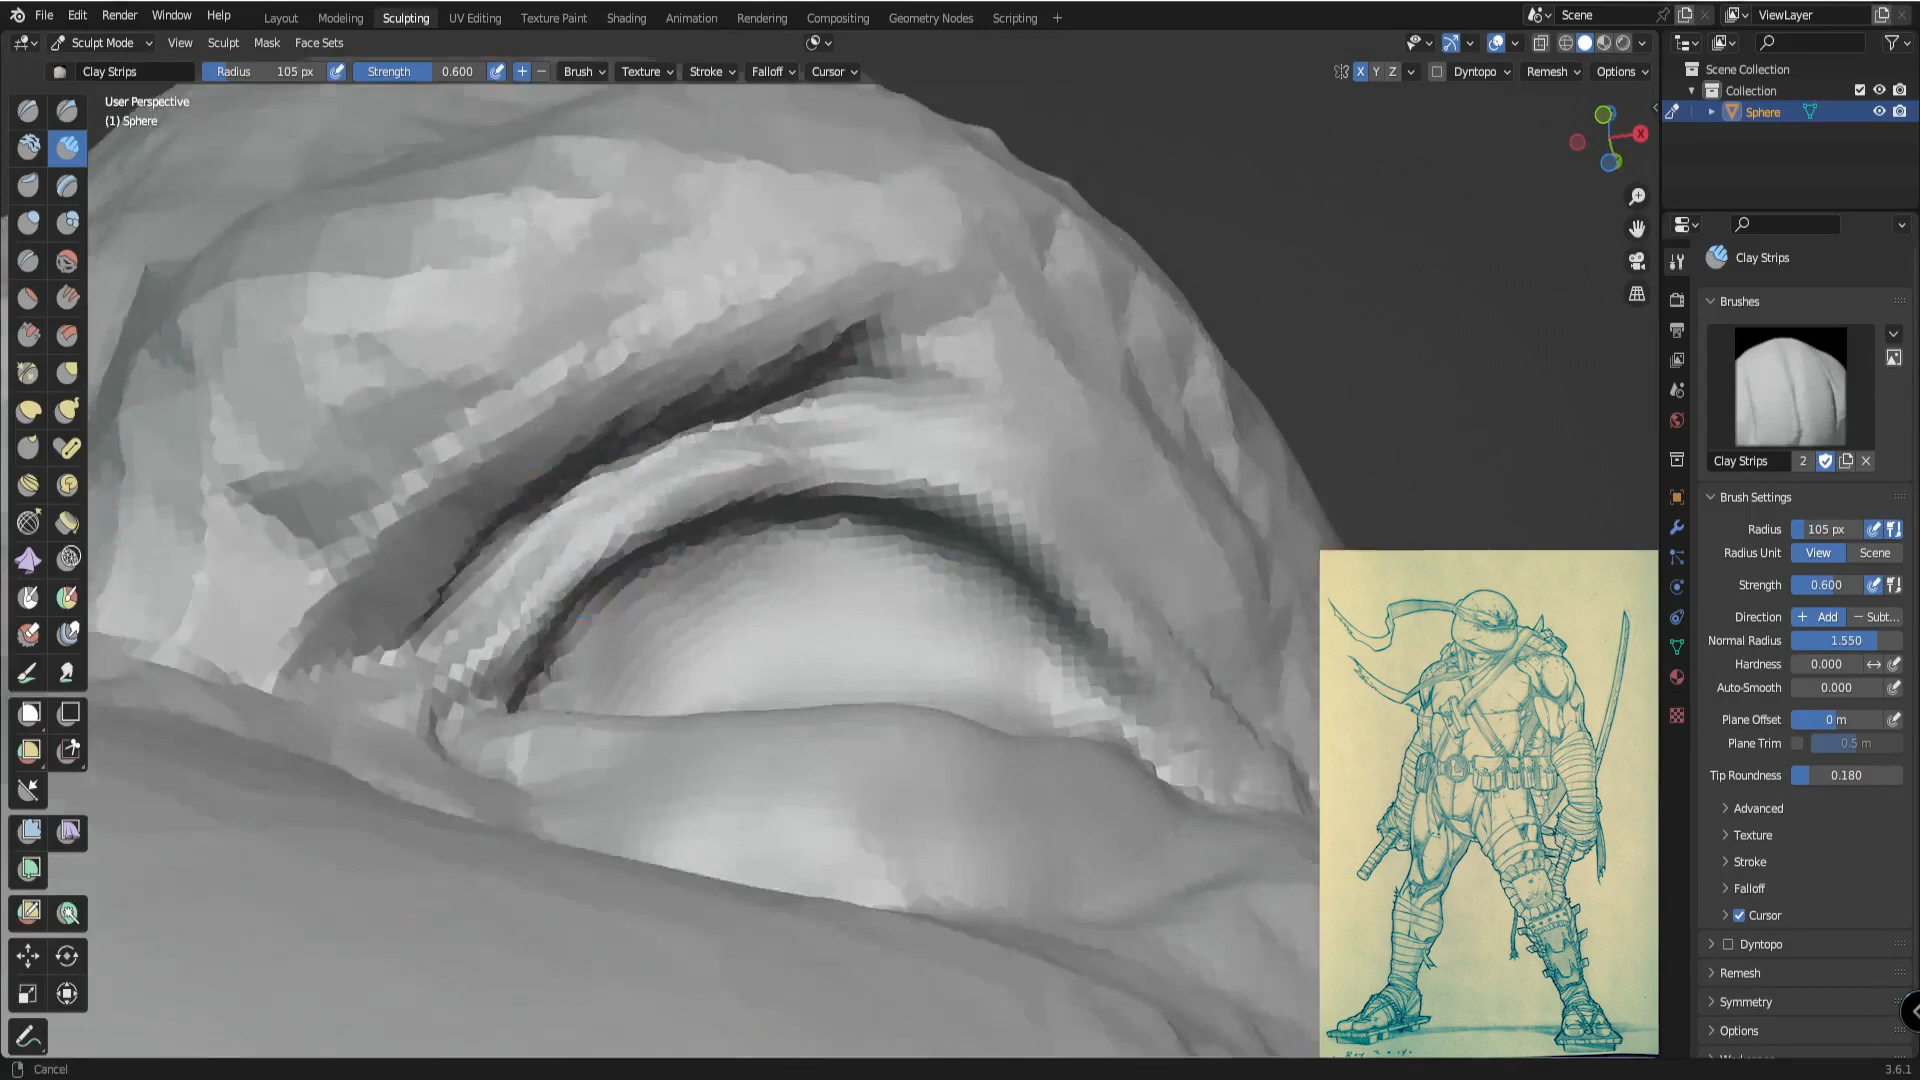 File Edit Render Window Help Layout Modeling Sculpting UV Editing Texture Paint Shading Animation Rendering Compositing Geometry Nodes Scripting + Scene ViewLayer
Sculpt Mode View Sculpt Mask Face Sets
Clay Strips Radius 105 px Strength 0.600 + − Brush Texture Stroke Falloff Cursor X Y Z Dyntopo Remesh Options
User Perspective
(1) Sphere
X
Scene Collection
Collection
Sphere
Clay Strips
Brushes
Clay Strips 2
Brush Settings
Radius 105 px
Radius Unit View Scene
Strength 0.600
Direction + Add − Subt...
Normal Radius 1.550
Hardness 0.000
Auto-Smooth 0.000
Plane Offset 0 m
Plane Trim 0.5 m
Tip Roundness 0.180
Advanced
Texture
Stroke
Falloff
Cursor
Dyntopo
Remesh
Symmetry
Options
Cancel
3.6.1